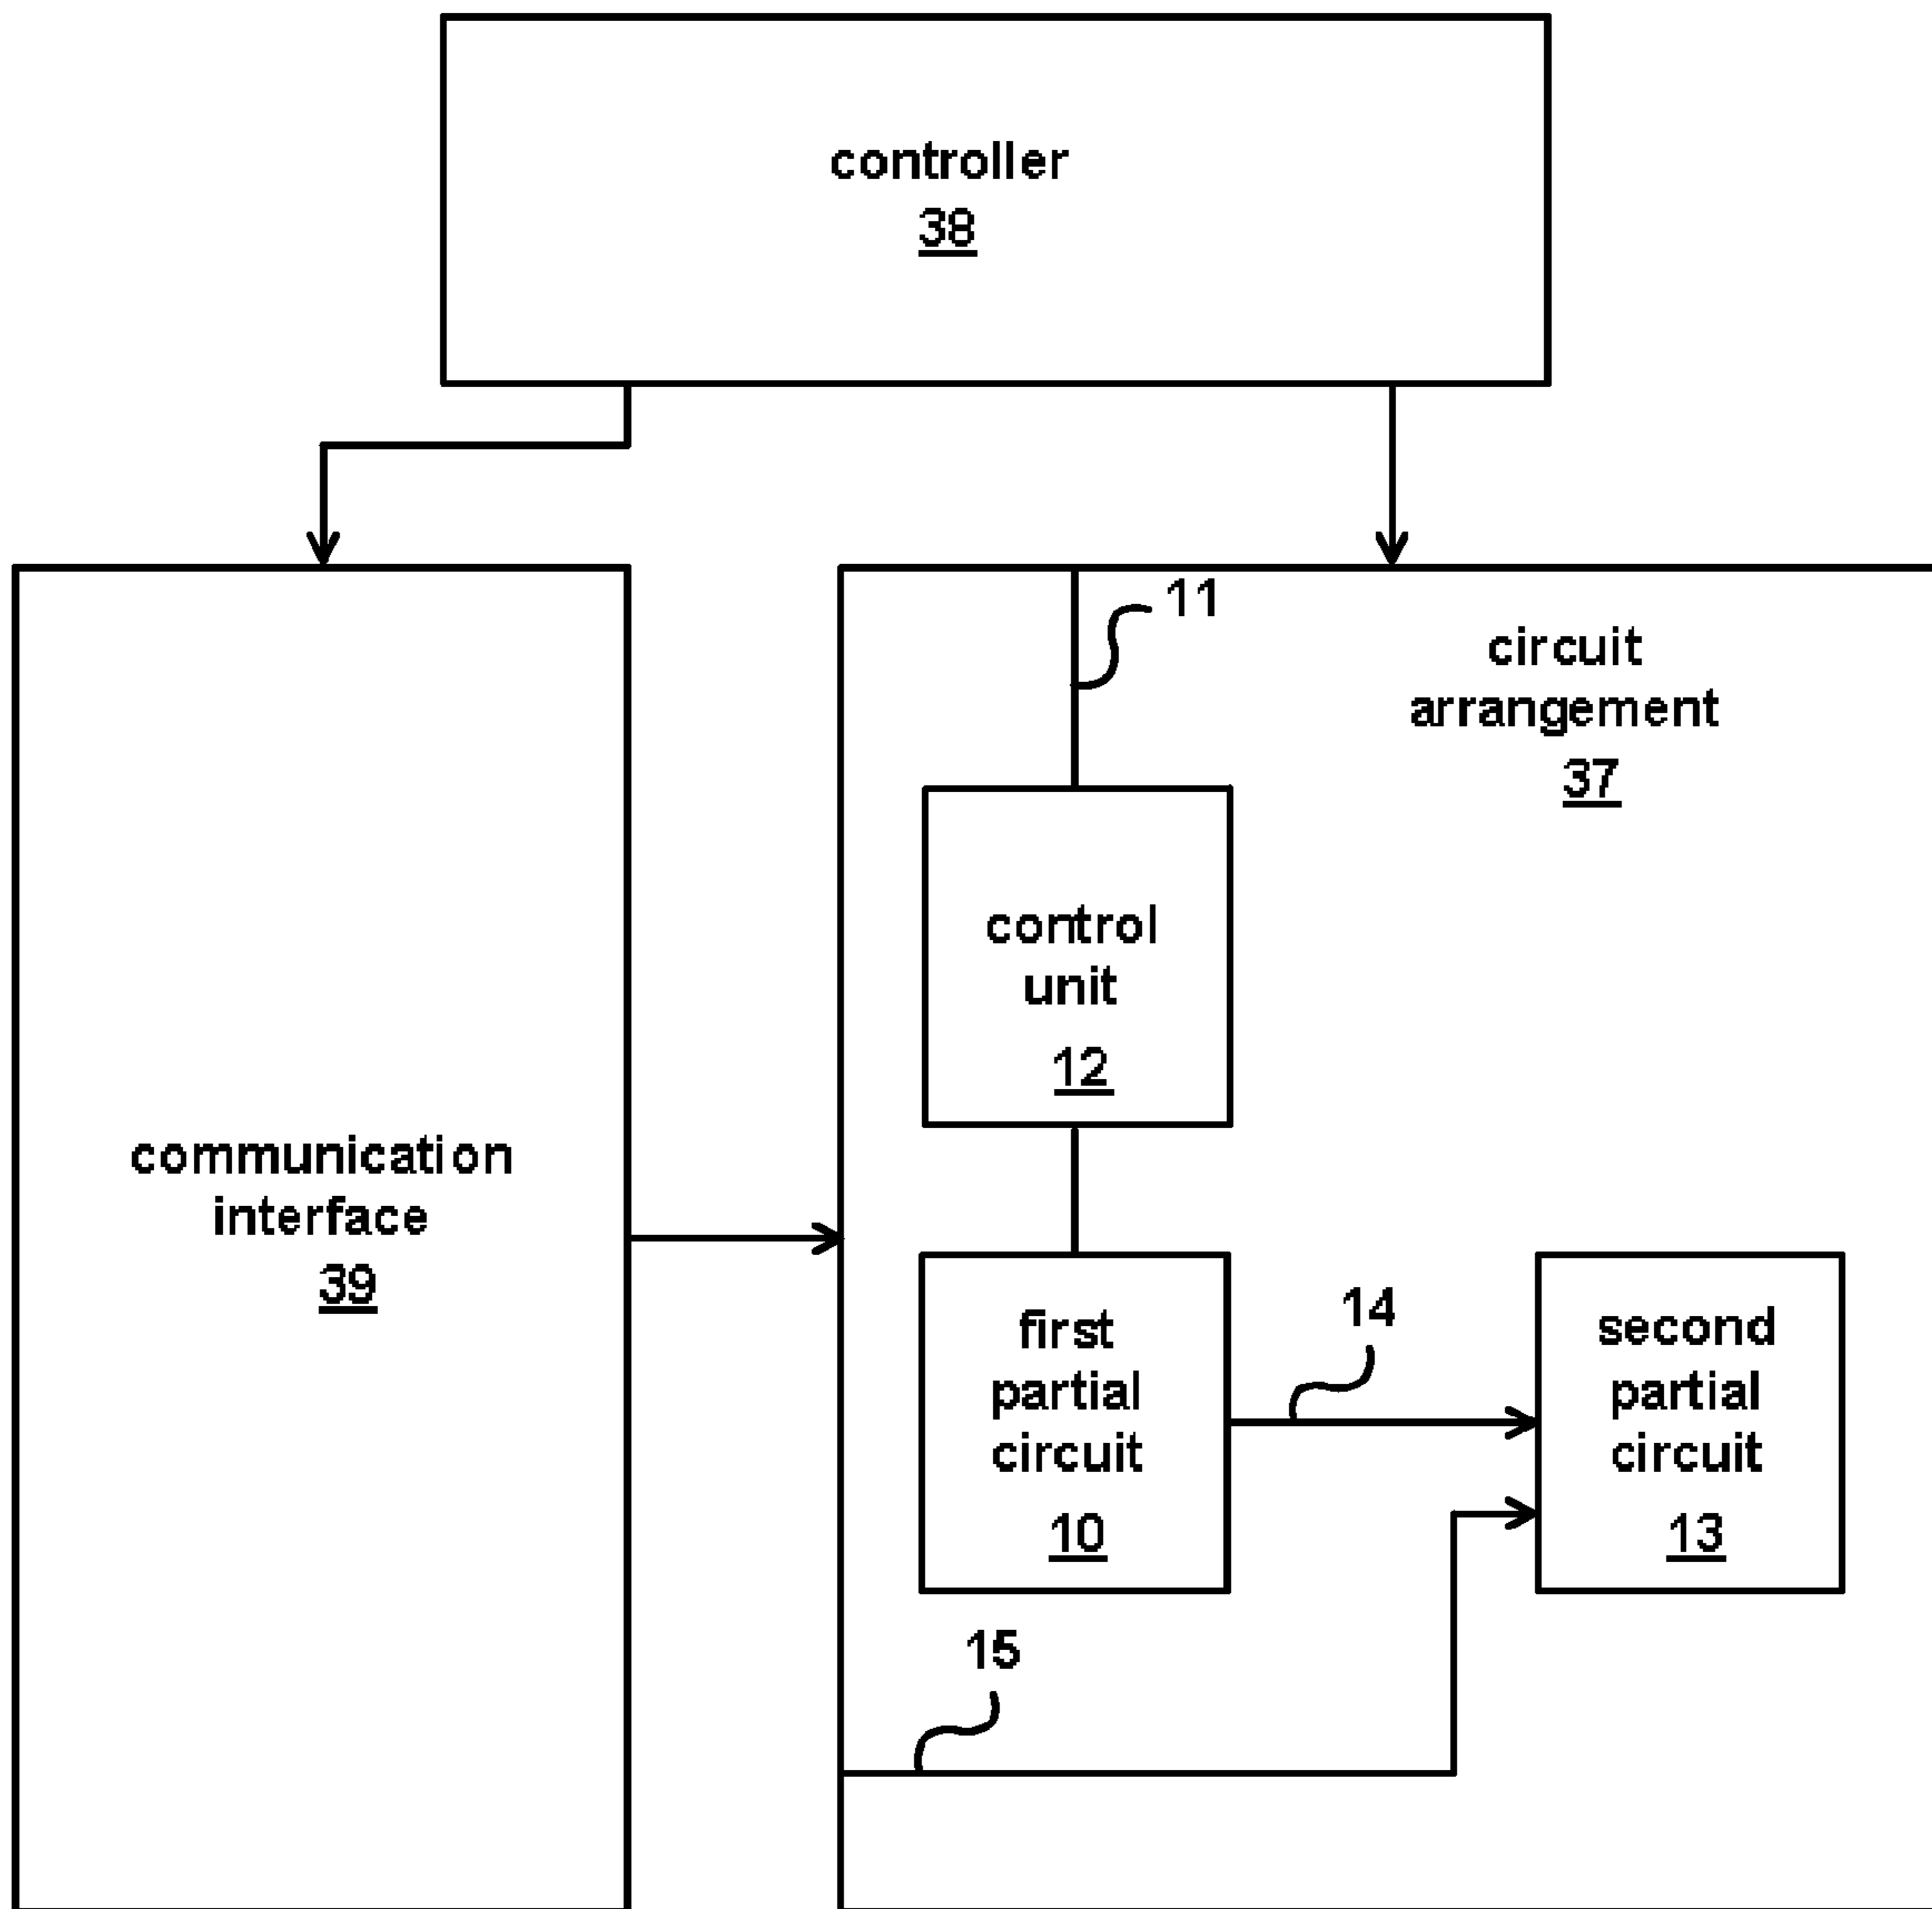 controller
38
11
circuit
arrangement
37
control
unit
12
communication
interface
39
first
partial
circuit
10
14
second
partial
circuit
13
15